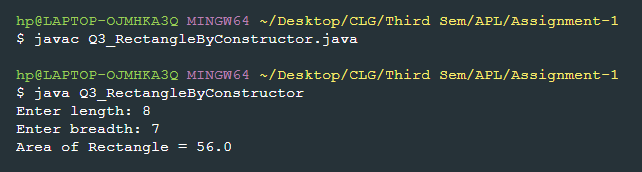 hp@LAPTOP-OJMHKA3Q MINGW64 ~/Desktop/CLG/Third Sem/APL/Assignment-1
$ javac Q3_RectangleByConstructor.java
hp@LAPTOP-OJMHKA3Q MINGW64 ~/Desktop/CLG/Third Sem/APL/Assignment-1
$ java Q3_RectangleByConstructor
Enter length: 8
Enter breadth: 7
Area of Rectangle = 56.0